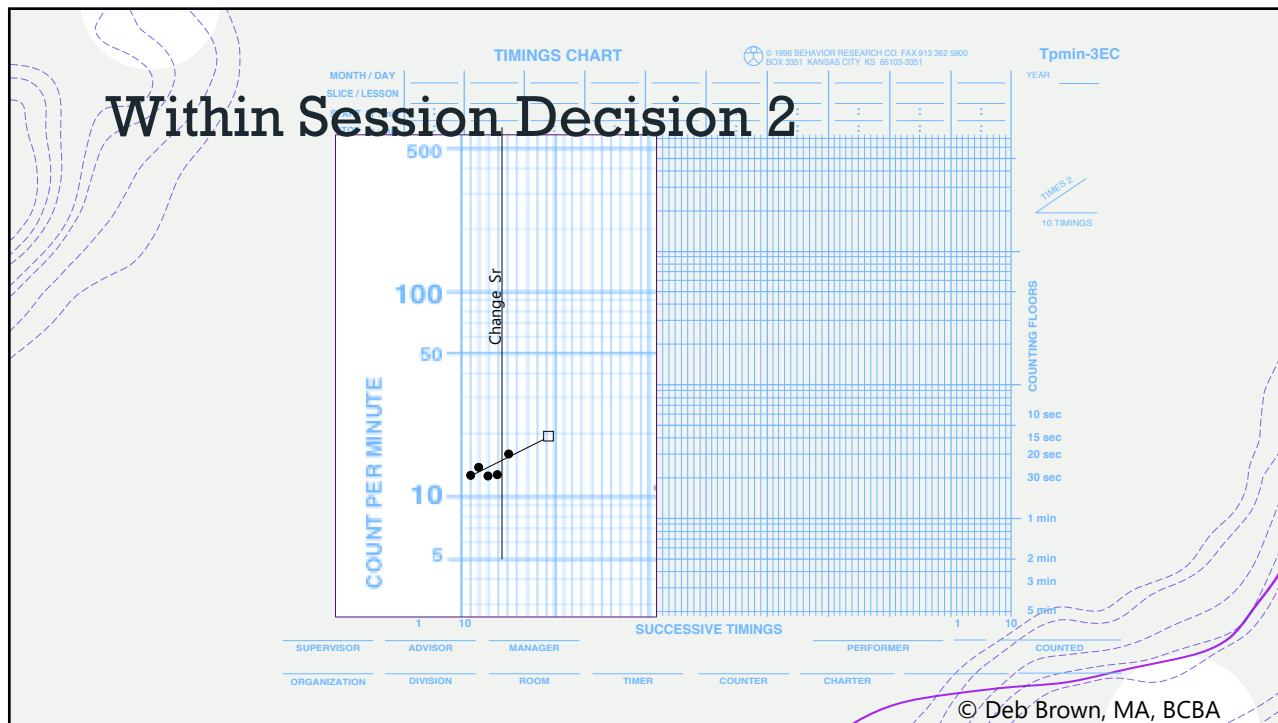 TIMINGS CHART
© 1996 BEHAVIOR RESEARCH CO. FAX 913 362 5900
BOX 3351 KANSAS CITY KS 66103-3351
Tpmin-3EC
MONTH / DAY
YEAR
SLICE / LESSON
Within Session Decision 2
500
100
50
10
5
COUNT PER MINUTE
Change Sr
TIMES 2
10 TIMINGS
COUNTING FLOORS
10 sec
15 sec
20 sec
30 sec
1 min
2 min
3 min
5 min
1 10
SUCCESSIVE TIMINGS
1 10
SUPERVISOR ADVISOR MANAGER PERFORMER COUNTED
ORGANIZATION DIVISION ROOM TIMER COUNTER CHARTER
© Deb Brown, MA, BCBA